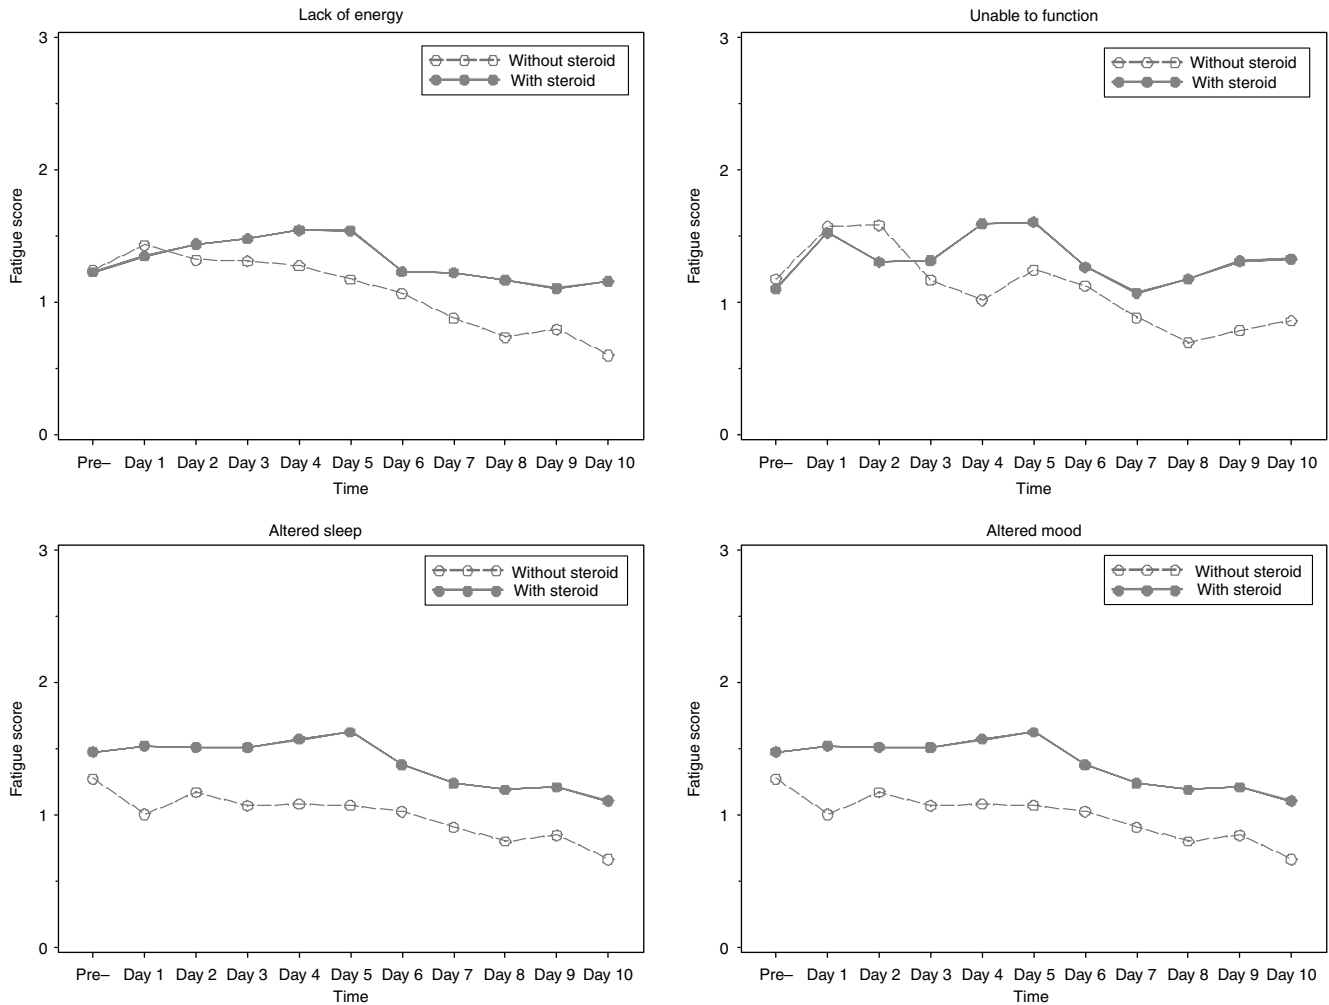 Lack of energy
3
2
1
0
Fatigue score
Without steroid
With steroid
Pre– Day 1 Day 2 Day 3 Day 4 Day 5 Day 6 Day 7 Day 8 Day 9 Day 10
Time
Unable to function
3
2
1
0
Fatigue score
Without steroid
With steroid
Pre– Day 1 Day 2 Day 3 Day 4 Day 5 Day 6 Day 7 Day 8 Day 9 Day 10
Time
Altered sleep
3
2
1
0
Fatigue score
Without steroid
With steroid
Pre– Day 1 Day 2 Day 3 Day 4 Day 5 Day 6 Day 7 Day 8 Day 9 Day 10
Time
Altered mood
3
2
1
0
Fatigue score
Without steroid
With steroid
Pre– Day 1 Day 2 Day 3 Day 4 Day 5 Day 6 Day 7 Day 8 Day 9 Day 10
Time